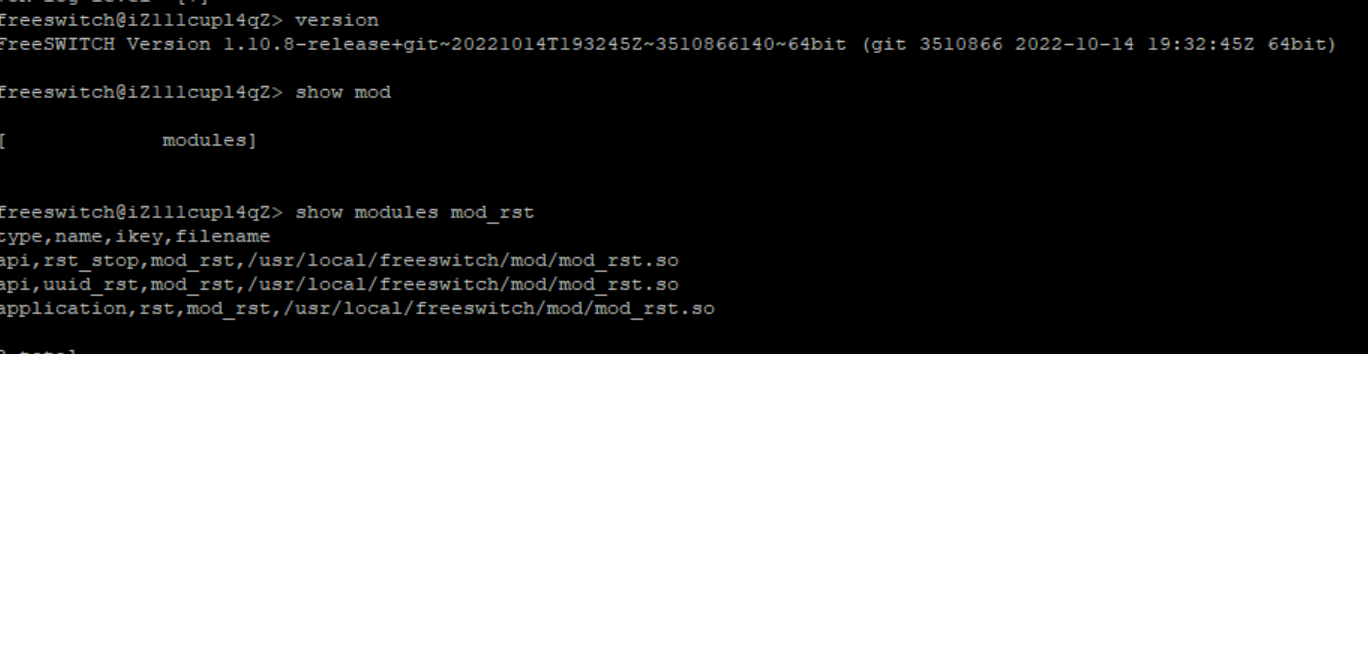 freeswitch@iZ111cupl4qZ> version
FreeSWITCH Version 1.10.8-release+git~20221014T193245Z~3510866140~64bit (git 3510866 2022-10-14 19:32:45Z 64bit)
freeswitch@iZ111cupl4qZ> show mod
[ modules]
freeswitch@iZ111cupl4qZ> show modules mod_rst
type,name,ikey,filename
api,rst_stop,mod_rst,/usr/local/freeswitch/mod/mod_rst.so
api,uuid_rst,mod_rst,/usr/local/freeswitch/mod/mod_rst.so
application,rst,mod_rst,/usr/local/freeswitch/mod/mod_rst.so